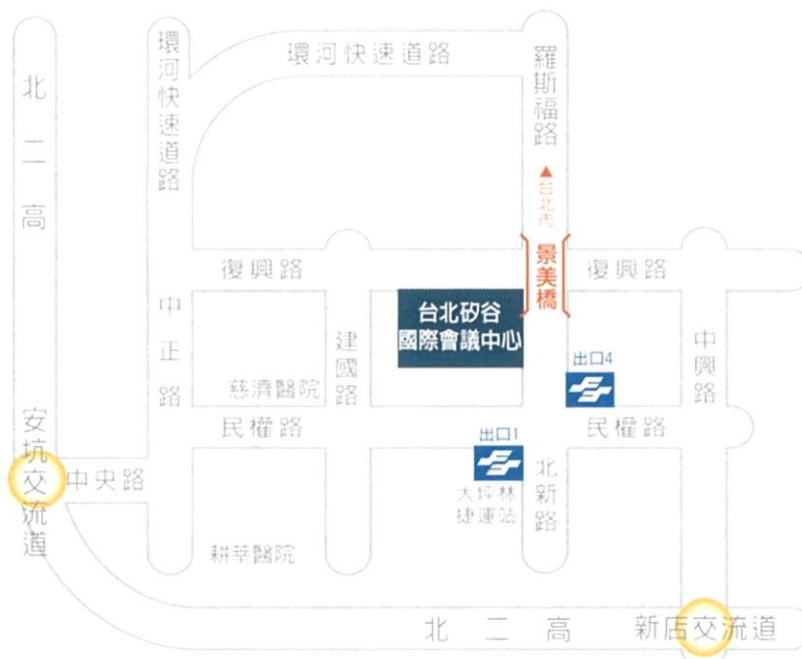 環河快速道路
環河快速道路
羅斯福路
北二高
▲台北市
景美橋
復興路
復興路
台北矽谷
國際會議中心
中正路
建國路
中興路
出口4
慈濟醫院
民權路
民權路
出口1
安坑交流道
中央路
大坪林
捷運站
北新路
耕莘醫院
北二高
新店交流道